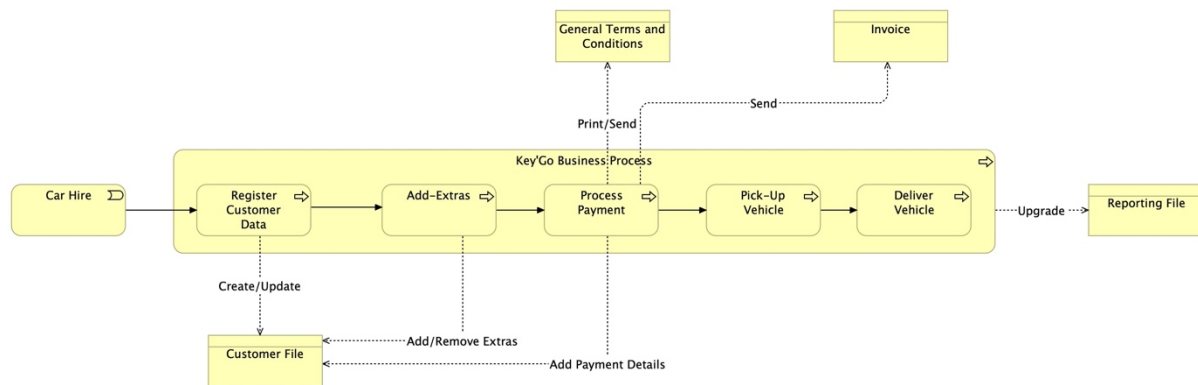 General Terms and
Conditions
Invoice
Send
Print/Send
Key'Go Business Process
Car Hire
Register
Customer
Data
Add-Extras
Process
Payment
Pick-Up
Vehicle
Deliver
Vehicle
Upgrade
Reporting File
Create/Update
Add/Remove Extras
Customer File
Add Payment Details